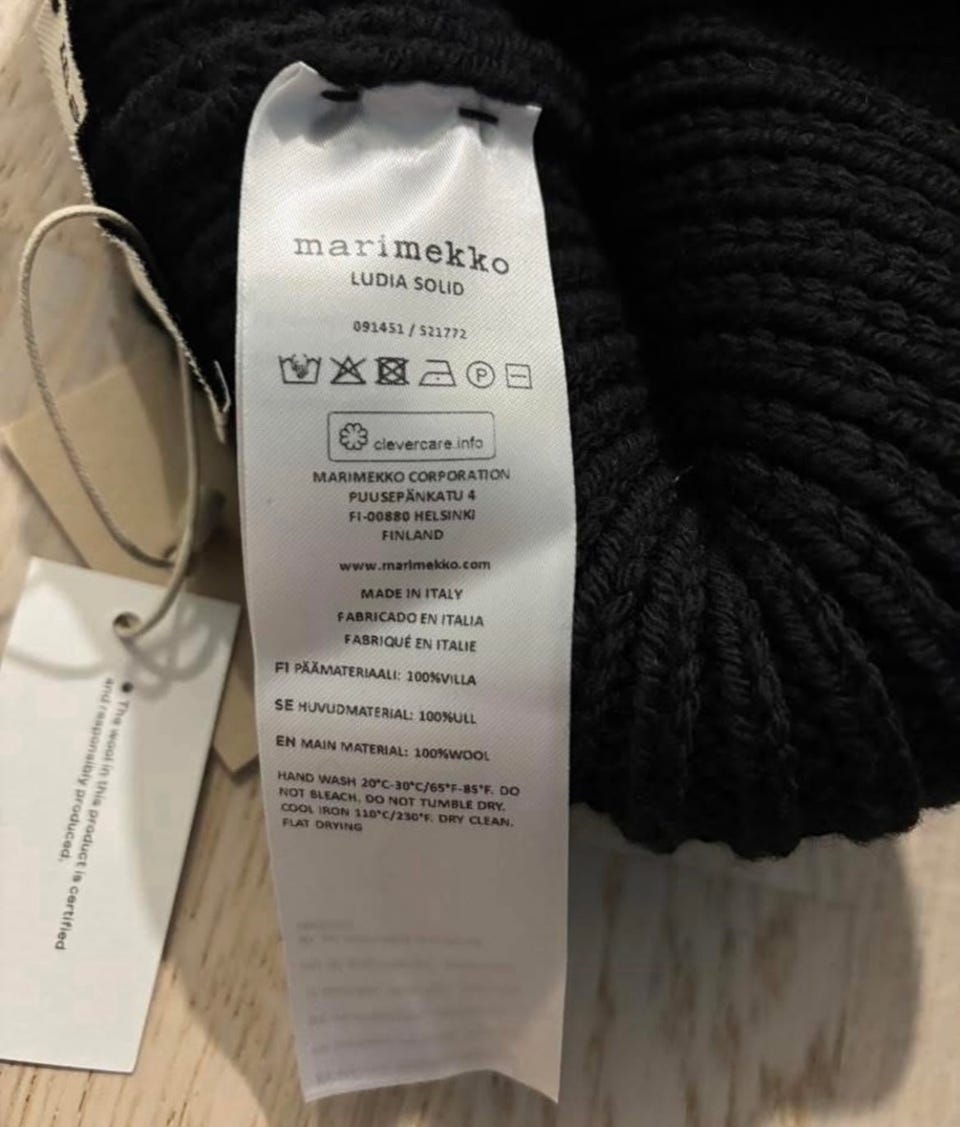 marimekko
LUDIA SOLID
091451 / S21772
P
clevercare.info
MARIMEKKO CORPORATION
PUUSEPÄNKATU 4
FI-00880 HELSINKI
FINLAND
www.marimekko.com
MADE IN ITALY
FABRICADO EN ITALIA
FABRIQUÉ EN ITALIE
FI PÄÄMATERIAALI: 100%VILLA
SE HUVUDMATERIAL: 100%ULL
EN MAIN MATERIAL: 100%WOOL
HAND WASH 20°C-30°C/65°F-85°F. DO
NOT BLEACH. DO NOT TUMBLE DRY.
COOL IRON 110°C/230°F. DRY CLEAN.
FLAT DRYING
• The wool in this product is certified
and responsibly produced.